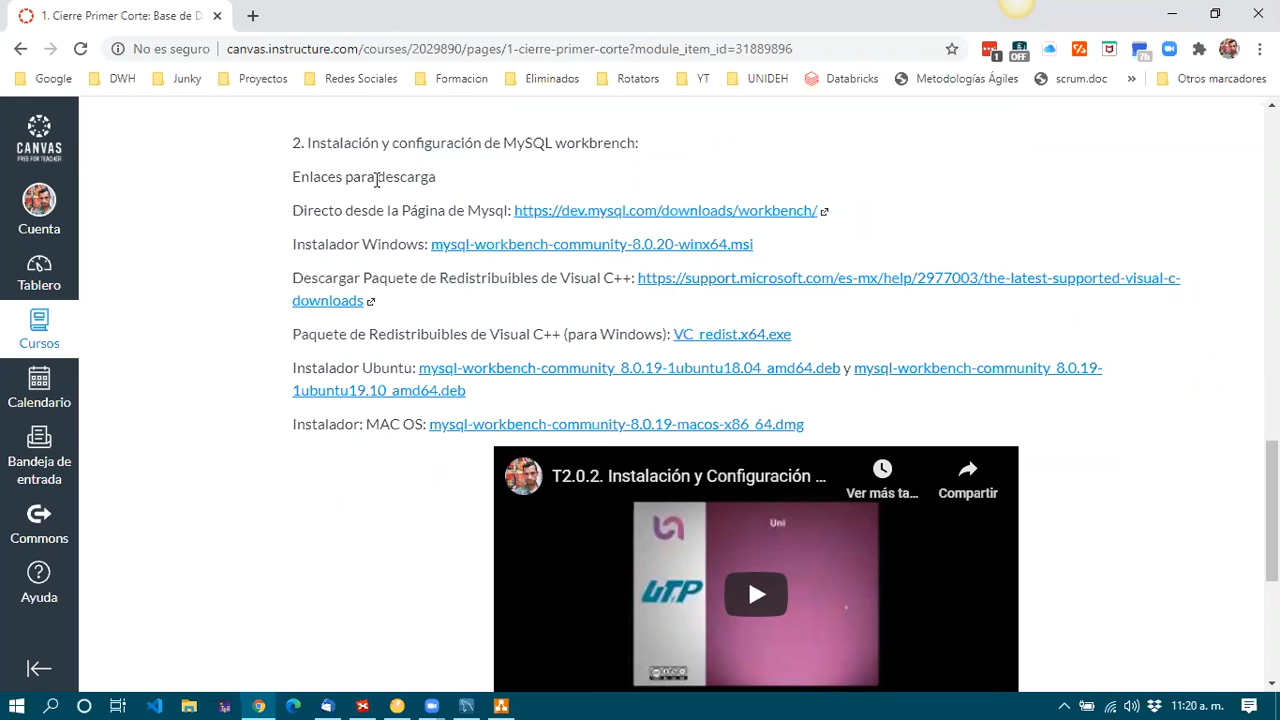 1. Cierre Primer Corte: Base de D
No es seguro canvas.instructure.com/courses/2029890/pages/1-cierre-primer-corte?module_item_id=31889896
1 OFF 7h
Google DWH Junky Proyectos Redes Sociales Formacion Eliminados Rotators YT UNIDEH Databricks Metodologías Ágiles scrum.doc » Otros marcadores
CANVAS
FREE FOR TEACHER
Cuenta
Tablero
Cursos
Calendario
Bandeja de
entrada
Commons
Ayuda
2. Instalación y configuración de MySQL workbrench:
Enlaces para descarga
Directo desde la Página de Mysql: https://dev.mysql.com/downloads/workbench/
Instalador Windows: mysql-workbench-community-8.0.20-winx64.msi
Descargar Paquete de Redistribuibles de Visual C++: https://support.microsoft.com/es-mx/help/2977003/the-latest-supported-visual-c-
downloads
Paquete de Redistribuibles de Visual C++ (para Windows): VC_redist.x64.exe
Instalador Ubuntu: mysql-workbench-community_8.0.19-1ubuntu18.04_amd64.deb y mysql-workbench-community_8.0.19-
1ubuntu19.10_amd64.deb
Instalador: MAC OS: mysql-workbench-community-8.0.19-macos-x86_64.dmg
T2.0.2. Instalación y Configuración ...
Ver más ta...
Compartir
Uni
UTP
11:20 a. m.